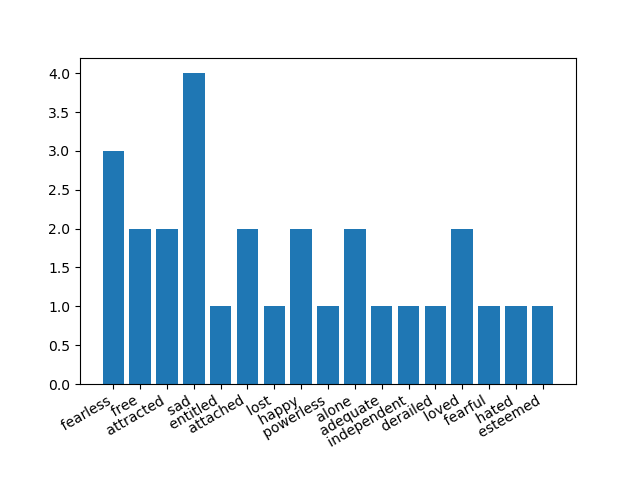 4.0
3.5
3.0
2.5
2.0
1.5
1.0
0.5
0.0
fearless
free
attracted
sad
entitled
attached
lost
happy
powerless
alone
adequate
independent
derailed
loved
fearful
hated
esteemed